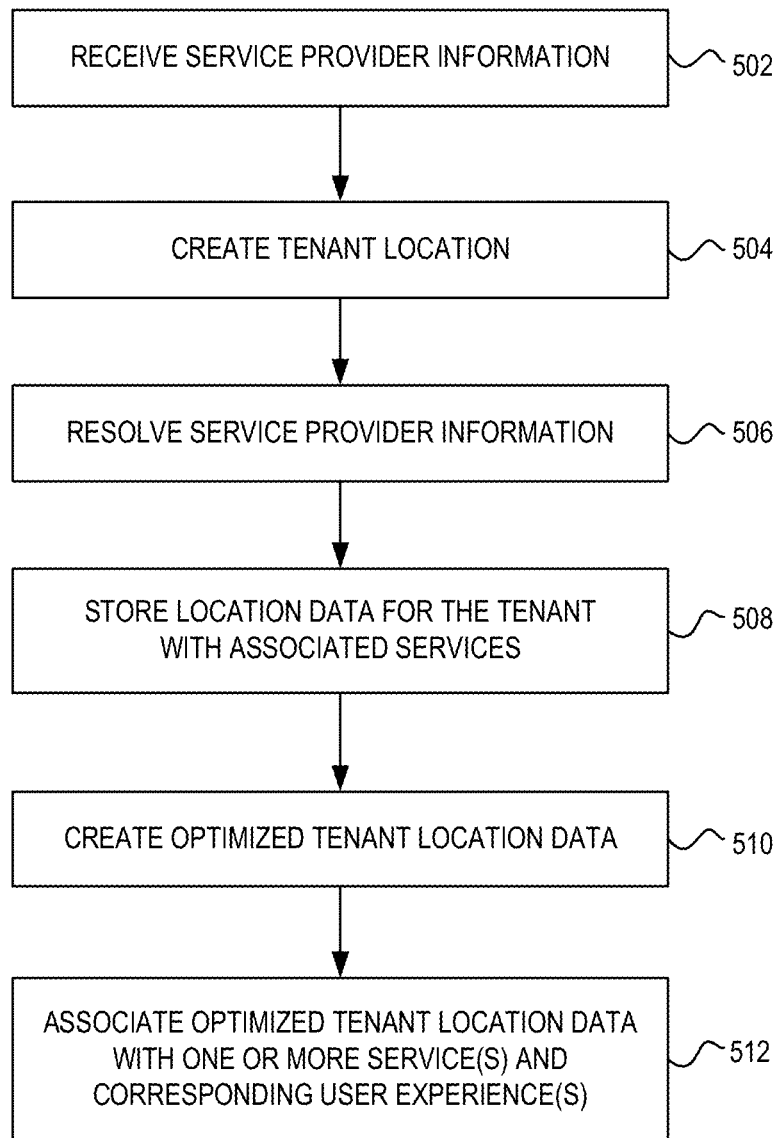 RECEIVE SERVICE PROVIDER INFORMATION
502
CREATE TENANT LOCATION
504
RESOLVE SERVICE PROVIDER INFORMATION
506
STORE LOCATION DATA FOR THE TENANT
WITH ASSOCIATED SERVICES
508
CREATE OPTIMIZED TENANT LOCATION DATA
510
ASSOCIATE OPTIMIZED TENANT LOCATION DATA
WITH ONE OR MORE SERVICE(S) AND
CORRESPONDING USER EXPERIENCE(S)
512